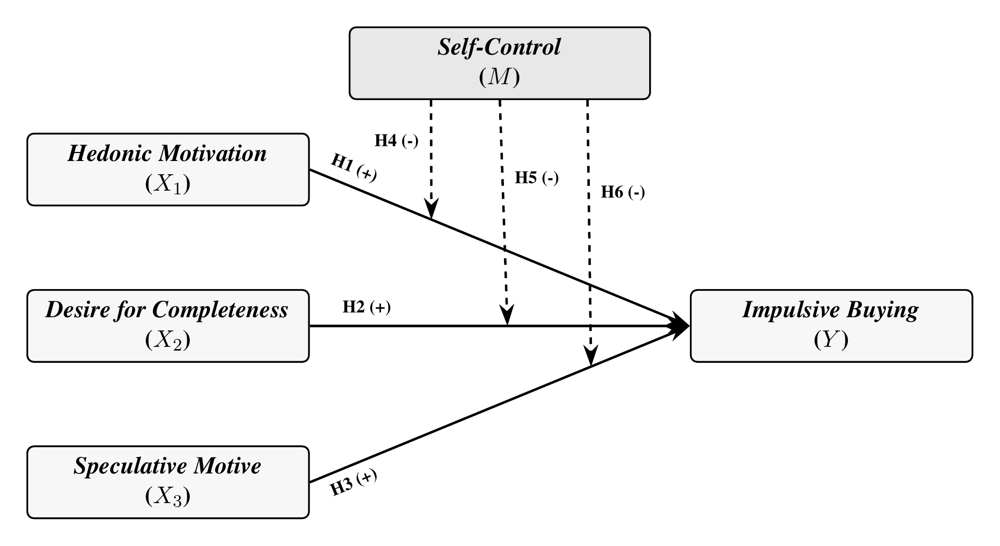 Self-Control
(M)
Hedonic Motivation
(X₁)
H4 (-)
H1 (+)
H5 (-)
H6 (-)
Desire for Completeness
(X₂)
H2 (+)
Impulsive Buying
(Y)
Speculative Motive
(X₃)
H3 (+)